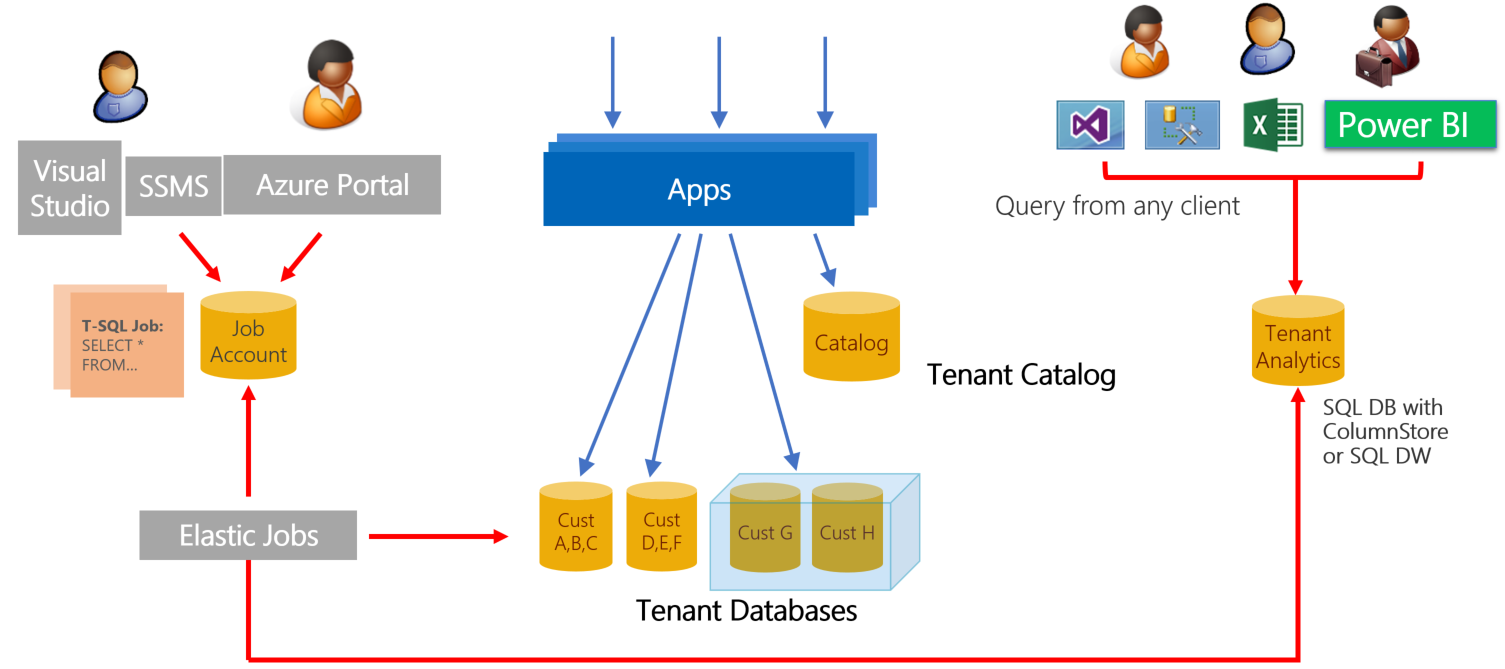 Visual
Studio
SSMS
Azure Portal
T-SQL Job:
SELECT *
FROM...
Job
Account
Elastic Jobs
Apps
Catalog
Tenant Catalog
Cust
A,B,C
Cust
D,E,F
Cust G
Cust H
Tenant Databases
X
Power BI
Query from any client
Tenant
Analytics
SQL DB with
ColumnStore
or SQL DW